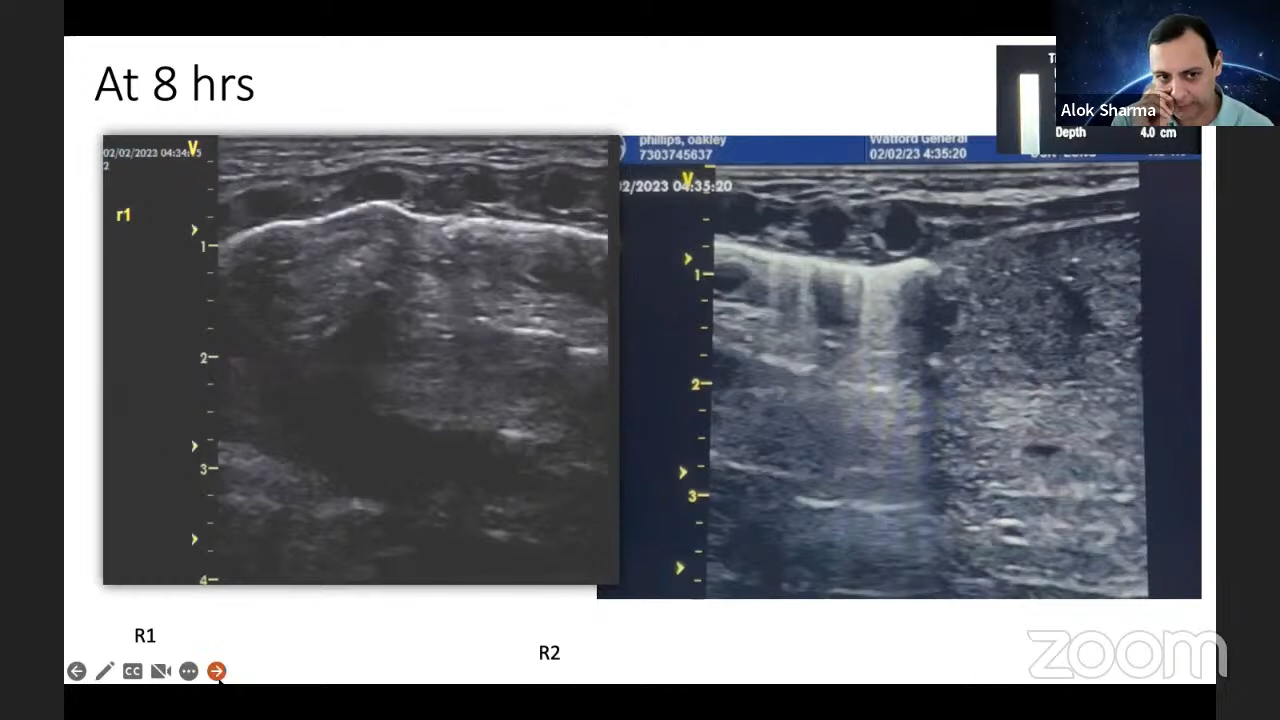 At 8 hrs
Alok Sharma
Depth 4.0 cm
02/02/2023 04:34:
2
V
r1
1
2
3
4
phillips, oakley
7303745637
Watford General
02/02/23 4:35:20
02/2023 04:35:20
V
1
2
3
R1
R2
CC
zoom